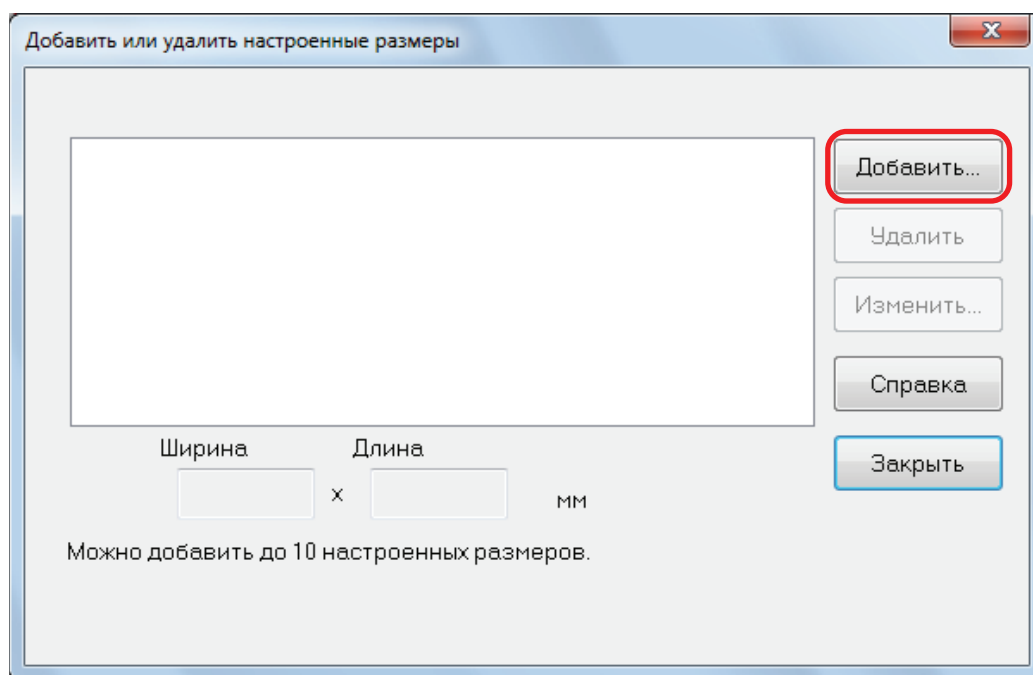 Добавить или удалить настроенные размеры
Добавить...
Удалить
Изменить...
Справка
Закрыть
Ширина Длина
x мм
Можно добавить до 10 настроенных размеров.